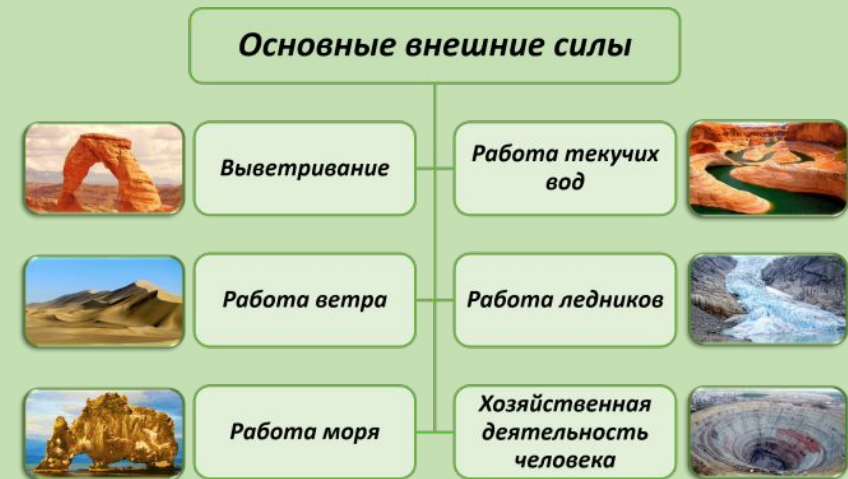 Основные внешние силы
Выветривание
Работа текучих
вод
Работа ветра
Работа ледников
Работа моря
Хозяйственная
деятельность
человека